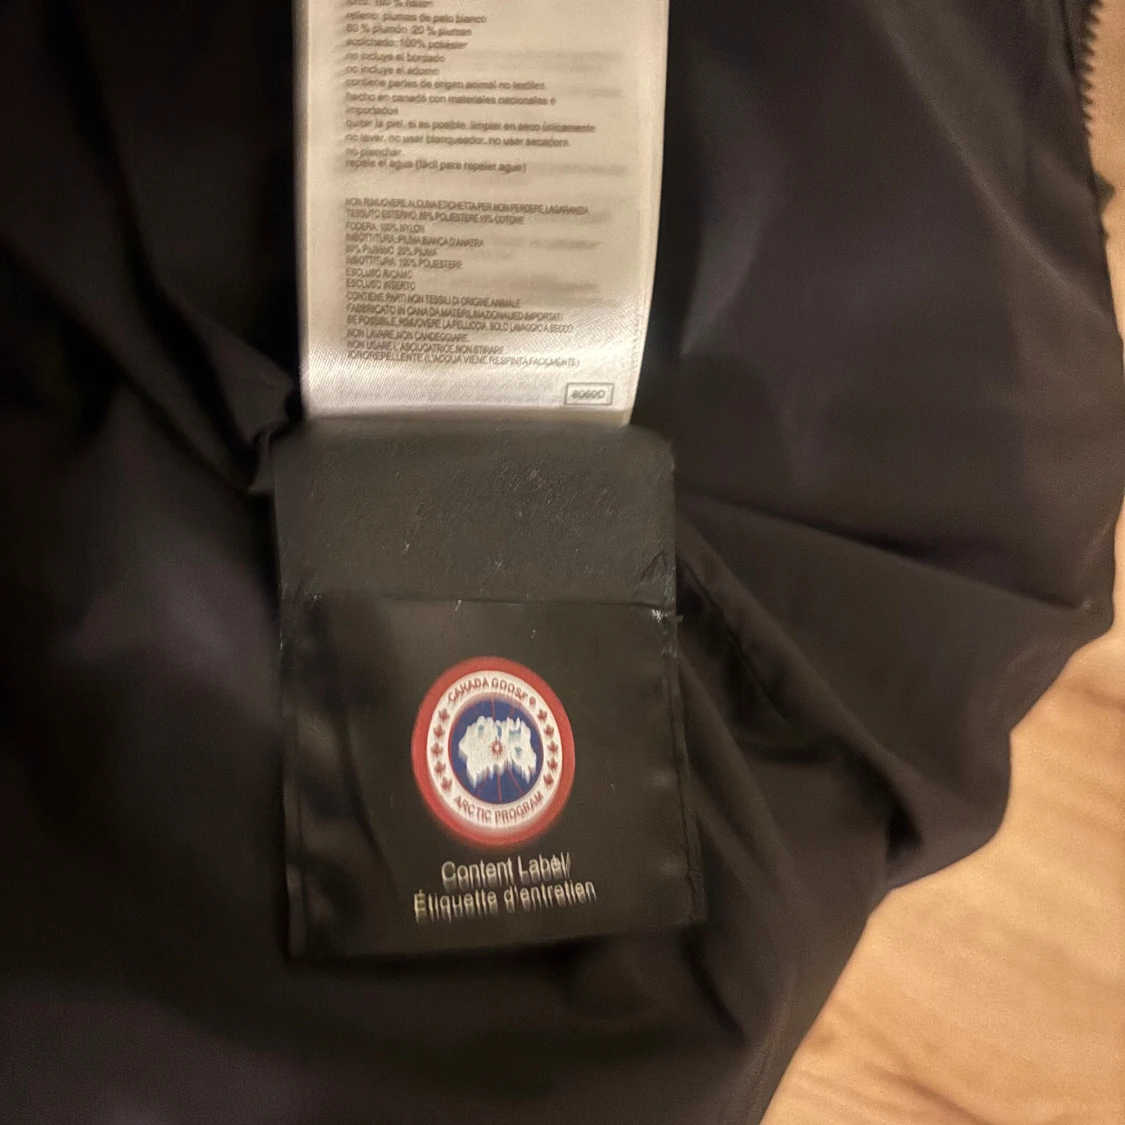 relleno: plumas de pato blanco
80 % plumón 20 % plumas
acolchado: 100% poliéster
no incluye el bordado
no incluye el adorno
contiene partes de origen animal no textiles.
hecho en canadá con materiales nacionales e
importados
quitar la piel, si es posible. limpiar en seco únicamente
no lavar, no usar blanqueador, no usar secadora,
no planchar.
repele el agua (fácil para repeler agua)
NON RIMUOVERE ALCUNA ETICHETTA PER NON PERDERE LA GARANZIA
TESSUTO ESTERNO: 85% POLIESTERE 15% COTONE
FODERA: 100% NYLON
IMBOTTITURA: PIUMA BIANCA D'ANATRA
80% PIUMINO 20% PIUMA
IMBOTTITURA: 100% POLIESTERE
ESCLUSO RICAMO
ESCLUSO INSERTO
CONTIENE PARTI NON TESSILI DI ORIGINE ANIMALE
FABBRICATO IN CANADA DA MATERIALI NAZIONALI ED IMPORTATI
SE POSSIBILE, RIMUOVERE LA PELLICCIA. SOLO LAVAGGIO A SECCO
NON LAVARE, NON CANDEGGIARE,
NON USARE L'ASCIUGATRICE, NON STIRARE
IDROREPELLENTE (L'ACQUA VIENE RESPINTA FACILMENTE)
CANADA GOOSE®
ARCTIC PROGRAM
Content Label/
Étiquette d'entretien